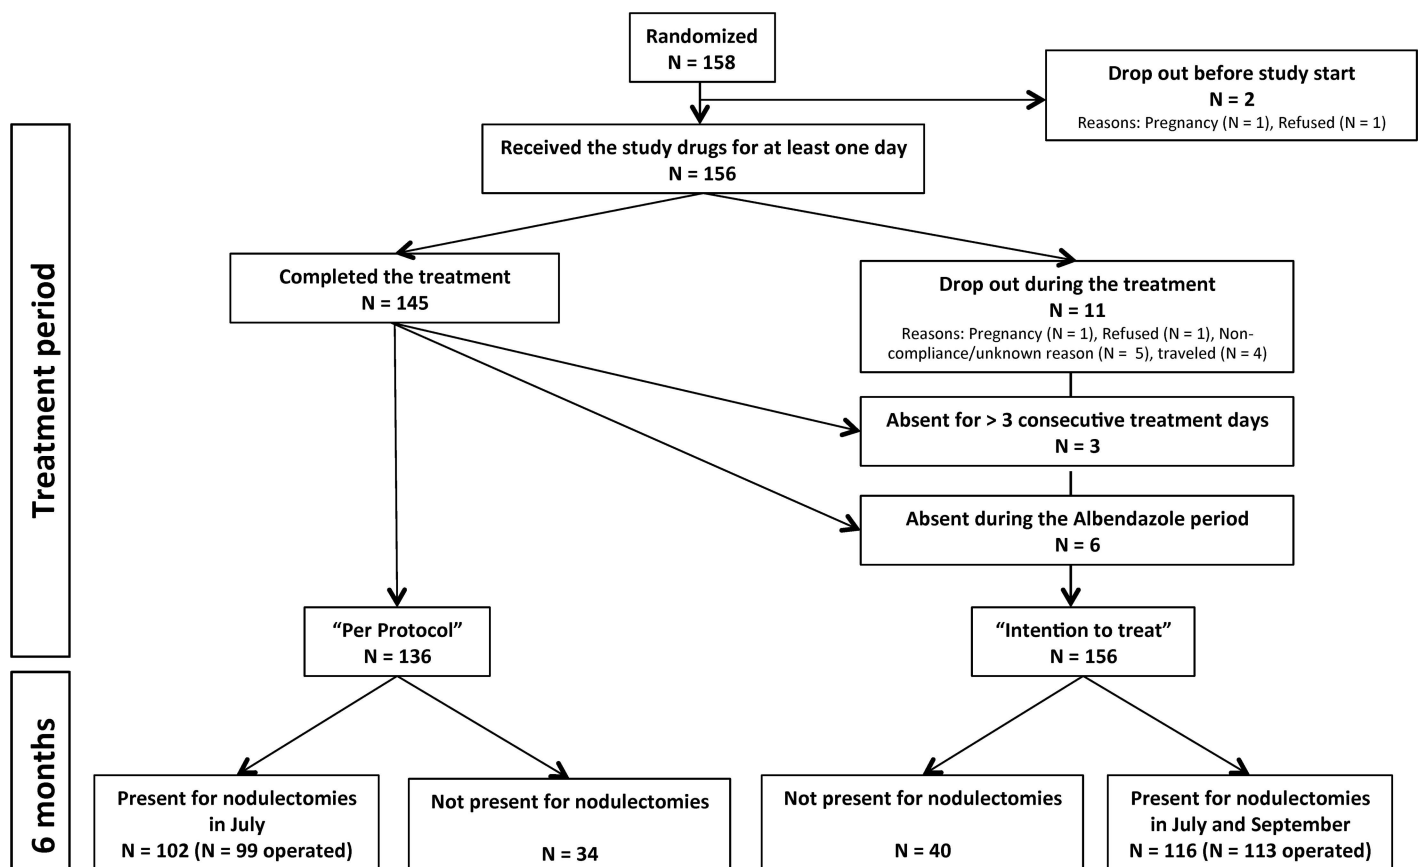 Randomized
N = 158
Drop out before study start
N = 2
Reasons: Pregnancy (N = 1), Refused (N = 1)
Treatment period
Received the study drugs for at least one day
N = 156
Completed the treatment
N = 145
Drop out during the treatment
N = 11
Reasons: Pregnancy (N = 1), Refused (N = 1), Non-
compliance/unknown reason (N =  5), traveled (N = 4)
Absent for > 3 consecutive treatment days
N = 3
Absent during the Albendazole period
N = 6
“Per Protocol”
N = 136
“Intention to treat”
N = 156
6 months
Present for nodulectomies
in July
N = 102 (N = 99 operated)
Not present for nodulectomies
N = 34
Not present for nodulectomies
N = 40
Present for nodulectomies
in July and September
N = 116 (N = 113 operated)